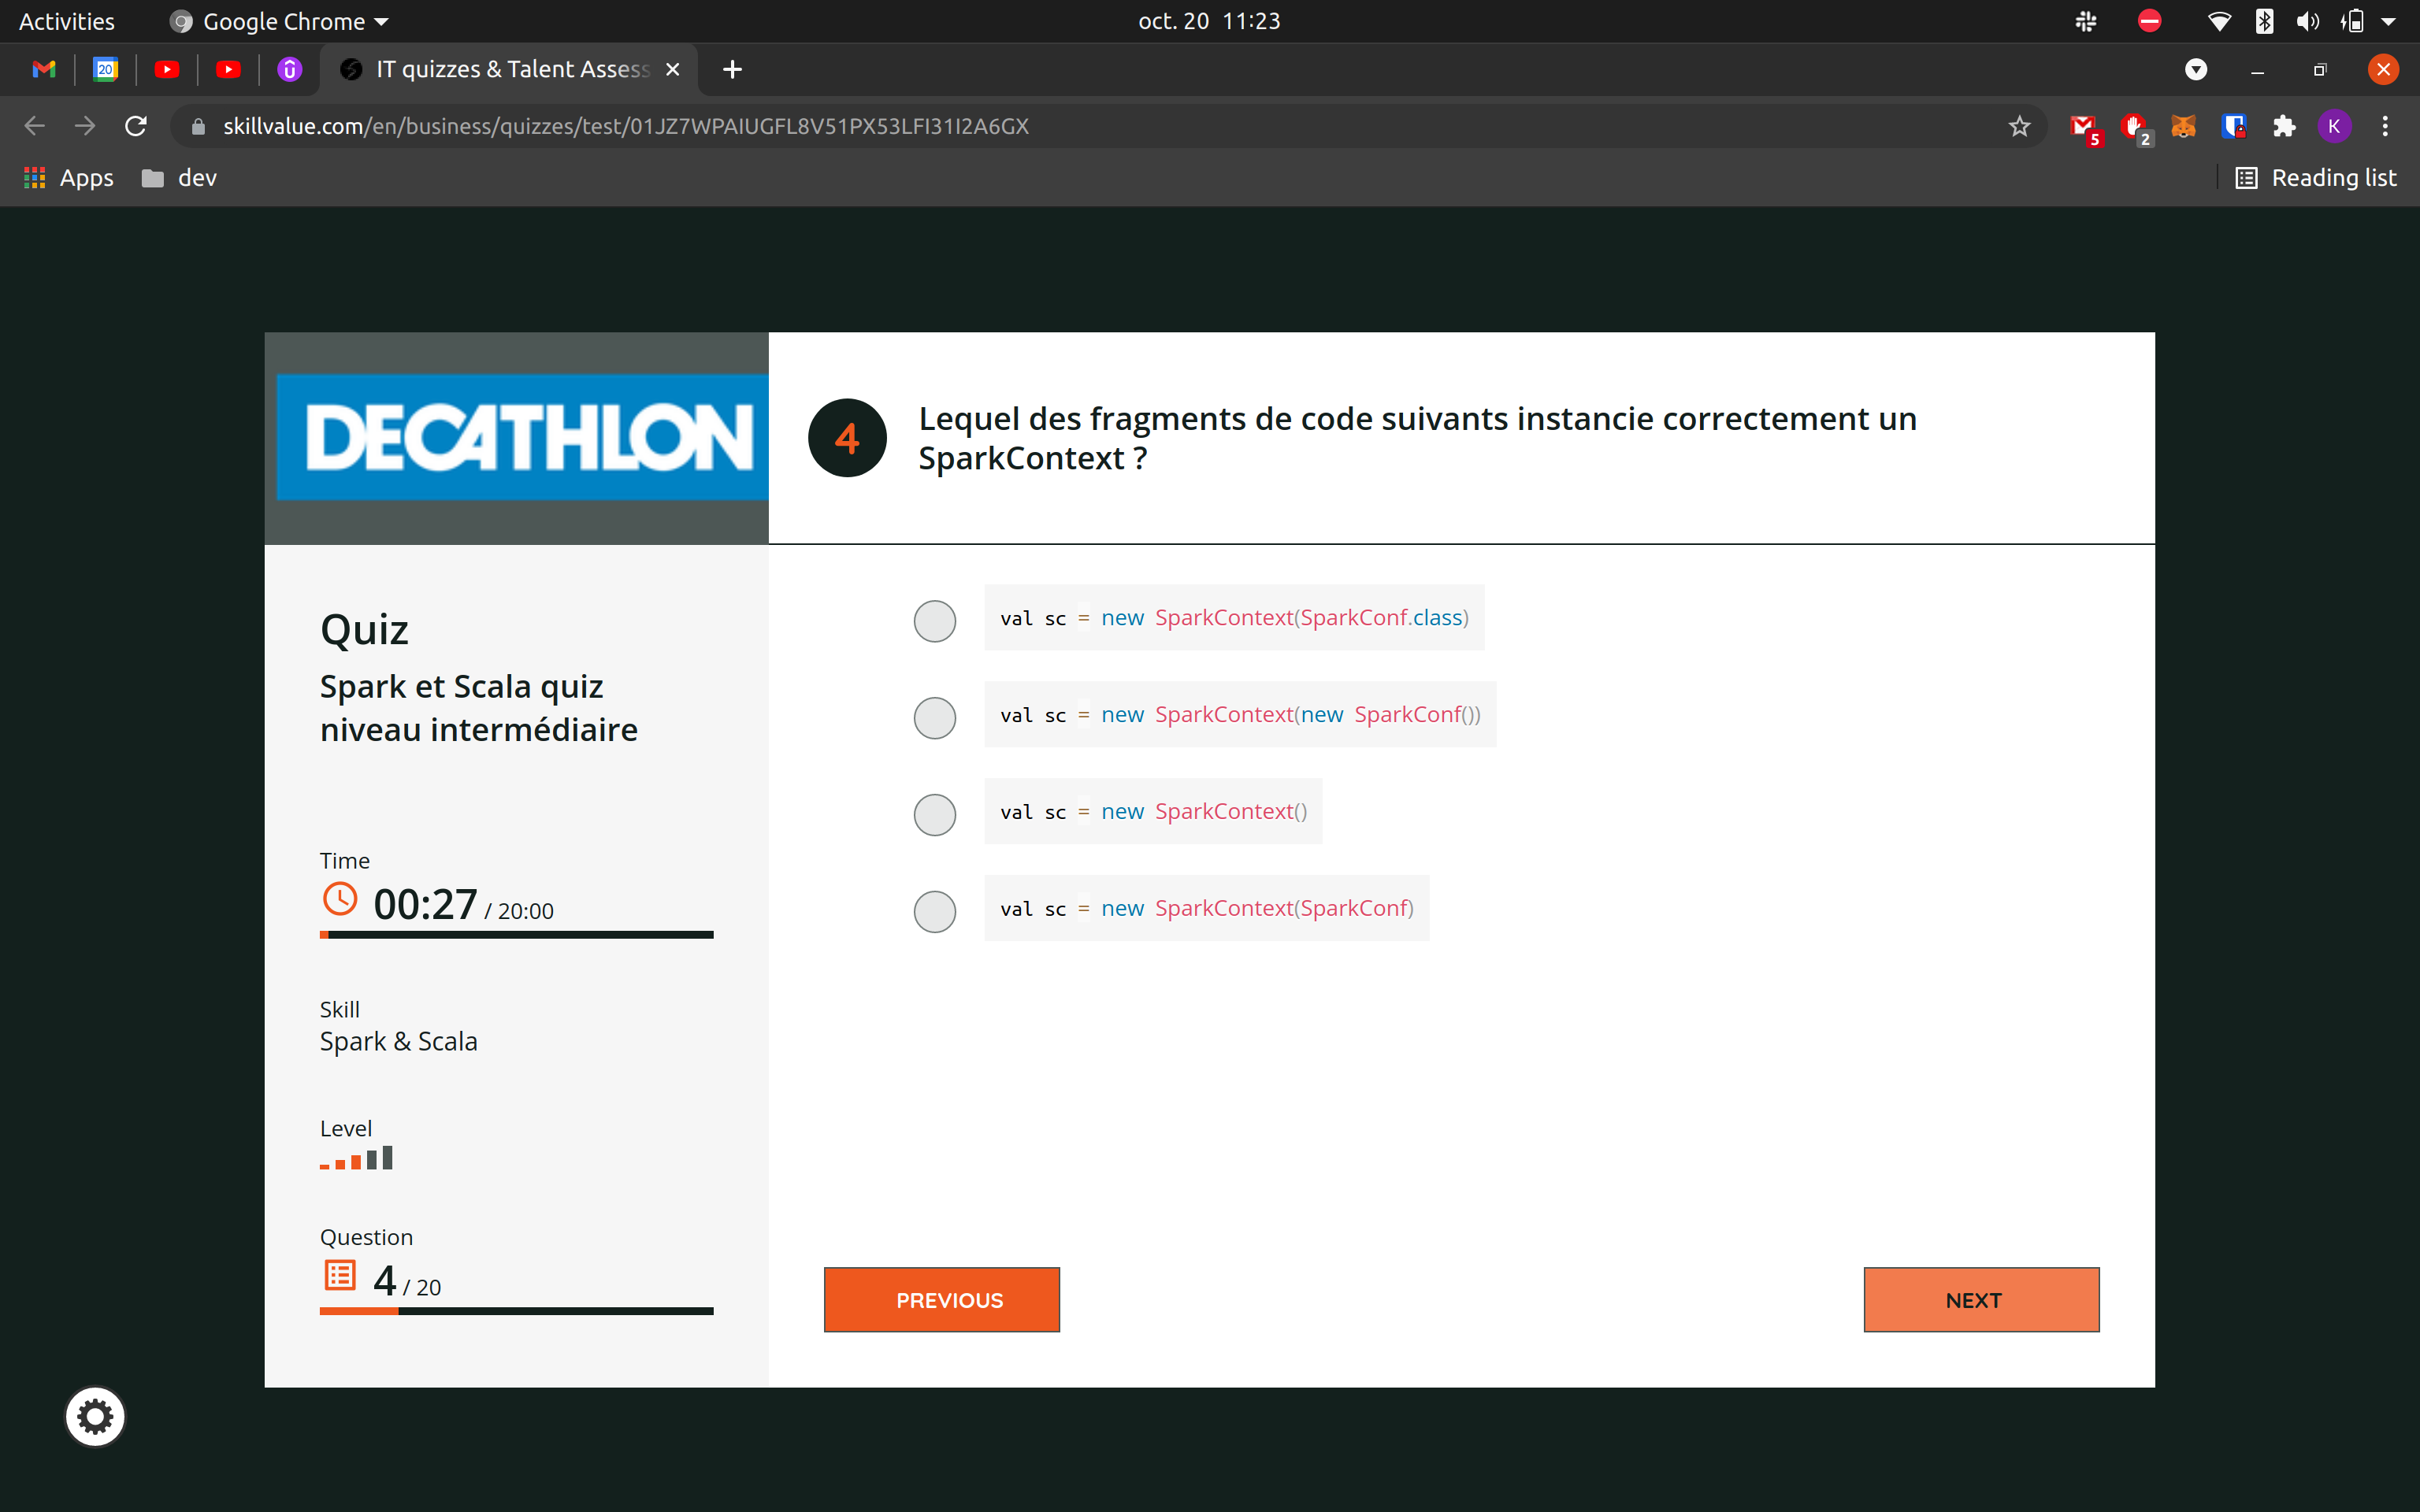 Activities
Google Chrome
oct. 20 11:23
20
IT quizzes & Talent Assess
skillvalue.com/en/business/quizzes/test/01JZ7WPAIUGFL8V51PX53LFI31I2A6GX
5
2
K
Apps
dev
Reading list
DECATHLON
4
Lequel des fragments de code suivants instancie correctement un
SparkContext ?
Quiz
Spark et Scala quiz
niveau intermédiaire
Time
00:27 / 20:00
Skill
Spark & Scala
Level
Question
4 / 20
val sc = new SparkContext(SparkConf.class)
val sc = new SparkContext(new SparkConf())
val sc = new SparkContext()
val sc = new SparkContext(SparkConf)
PREVIOUS
NEXT